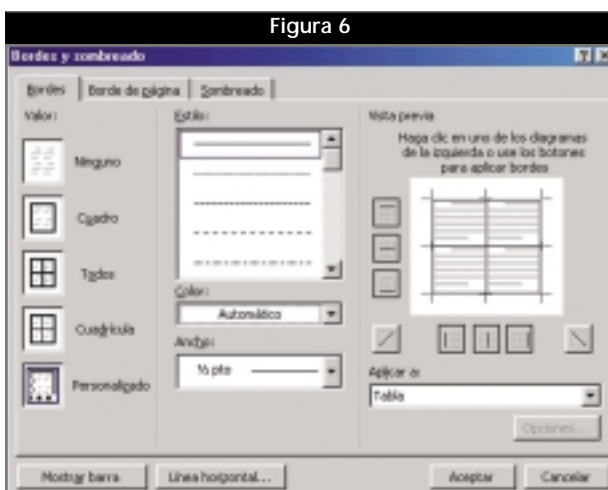 Figura 6
Bordes y sombreado
Bordes
Borde de página
Sombreado
Valor:
Ninguno
Cuadro
Todos
Cuadrícula
Personalizado
Estilo:
Color:
Automático
Ancho:
½ pto
Vista previa
Haga clic en uno de los diagramas
de la izquierda o use los botones
para aplicar bordes
Aplicar a:
Tabla
Opciones...
Mostrar barra
Línea horizontal...
Aceptar
Cancelar